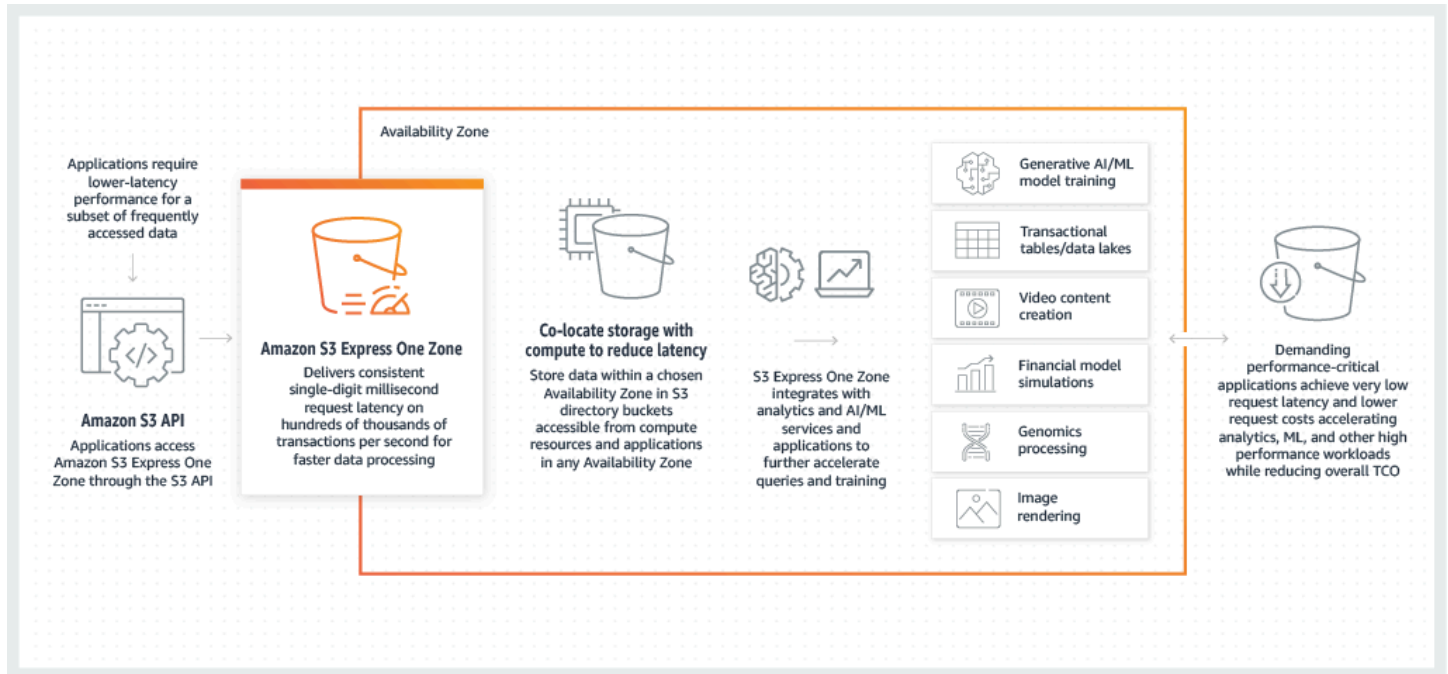 Availability Zone
Applications require
lower-latency
performance for a
subset of frequently
accessed data
Amazon S3 API
Applications access
Amazon S3 Express One
Zone through the S3 API
Amazon S3 Express One Zone
Delivers consistent
single-digit millisecond
request latency on
hundreds of thousands of
transactions per second for
faster data processing
Co-locate storage with
compute to reduce latency
Store data within a chosen
Availability Zone in S3
directory buckets
accessible from compute
resources and applications
in any Availability Zone
S3 Express One Zone
integrates with
analytics and AI/ML
services and
applications to
further accelerate
queries and training
Generative AI/ML
model training
Transactional
tables/data lakes
Video content
creation
Financial model
simulations
Genomics
processing
Image
rendering
Demanding
performance-critical
applications achieve very low
request latency and lower
request costs accelerating
analytics, ML, and other high
performance workloads
while reducing overall TCO